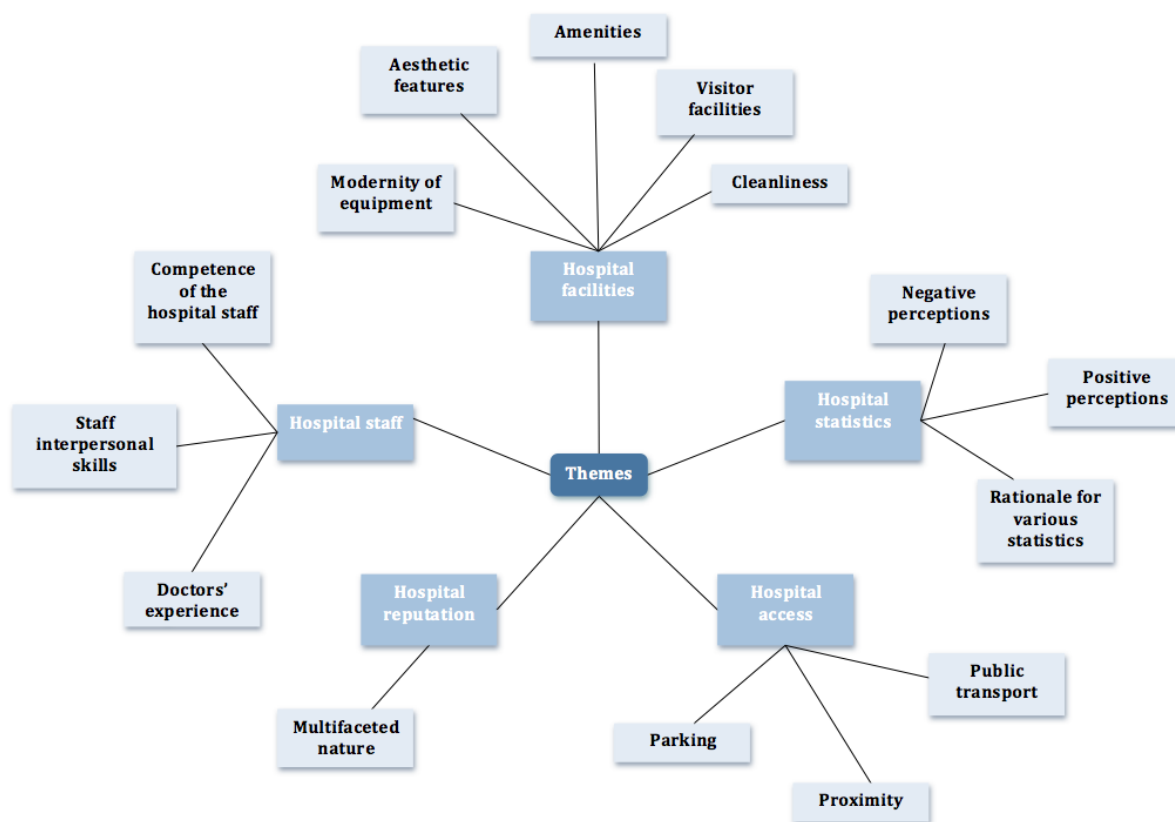 Amenities
Aesthetic
features
Visitor
facilities
Modernity of
equipment
Cleanliness
Hospital
facilities
Competence
of the
hospital staff
Negative
perceptions
Positive
perceptions
Hospital
statistics
Staff
interpersonal
skills
Hospital staff
Themes
Rationale for
various
statistics
Doctors’
experience
Hospital
reputation
Hospital
access
Public
transport
Multifaceted
nature
Parking
Proximity